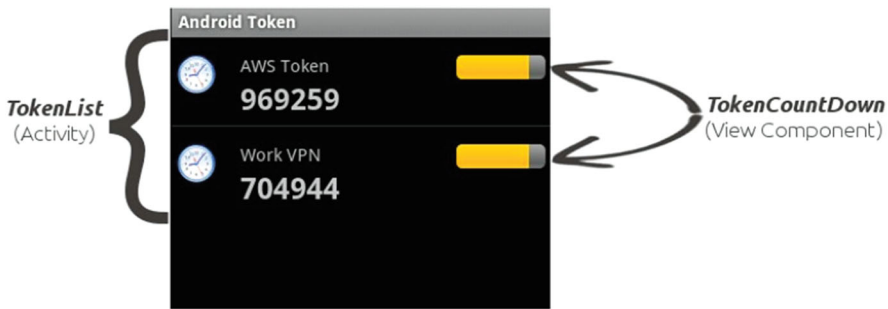 Android Token
AWS Token
969259
Work VPN
704944
TokenList
(Activity)
TokenCountDown
(View Component)